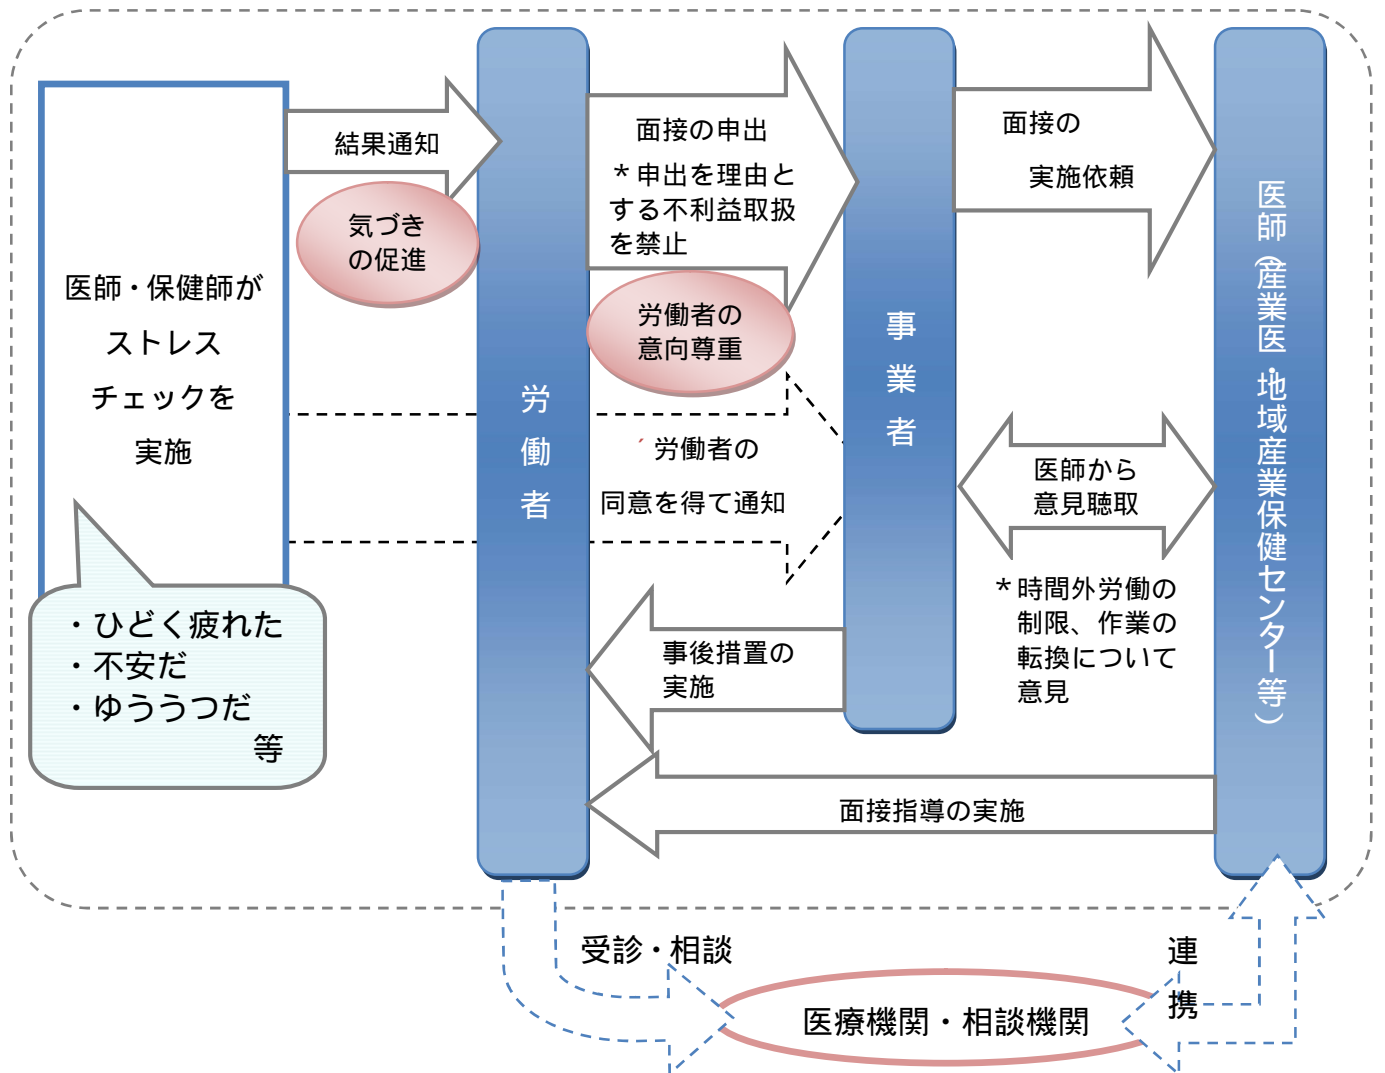 医師・保健師が
ストレス
チェックを
実施
・ひどく疲れた
・不安だ
・ゆううつだ
等
結果通知
気づき
の促進
労働者
面接の申出
*申出を理由と
する不利益取扱
を禁止
労働者の
意向尊重
労働者の
同意を得て通知
事後措置の
実施
事業者
面接の
実施依頼
医師から
意見聴取
*時間外労働の
制限、作業の
転換について
意見
医師(産業医・地域産業保健センター等)
面接指導の実施
受診・相談
医療機関・相談機関
連
携